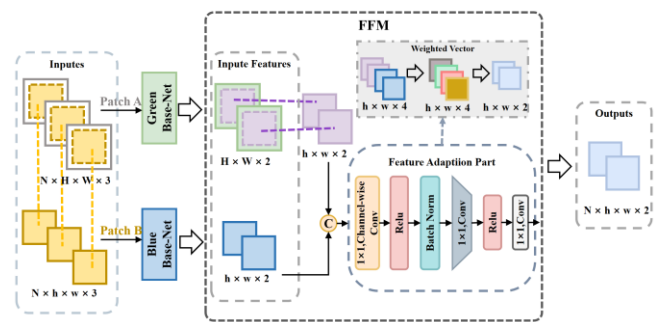 FFM
Inputs
Patch A
Green
Base-Net
N × H × W × 3
Patch B
Blue
Base-Net
N × h × w × 3
Inpute Features
H × W × 2
h × w × 2
h × w × 2
Weighted Vector
h × w × 4
h × w × 4
h × w × 2
Feature Adaptiion Part
C
1×1,Channel-wise
Conv
Relu
Batch Norm
1×1,Conv
Relu
1×1,Conv
Outputs
N × h × w × 2